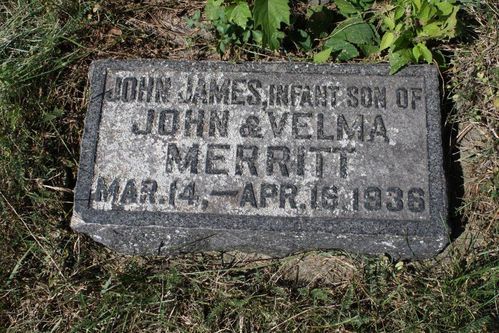 JOHN JAMES, INFANT SON OF
JOHN & VELMA
MERRITT
MAR. 14, — APR. 16, 1936